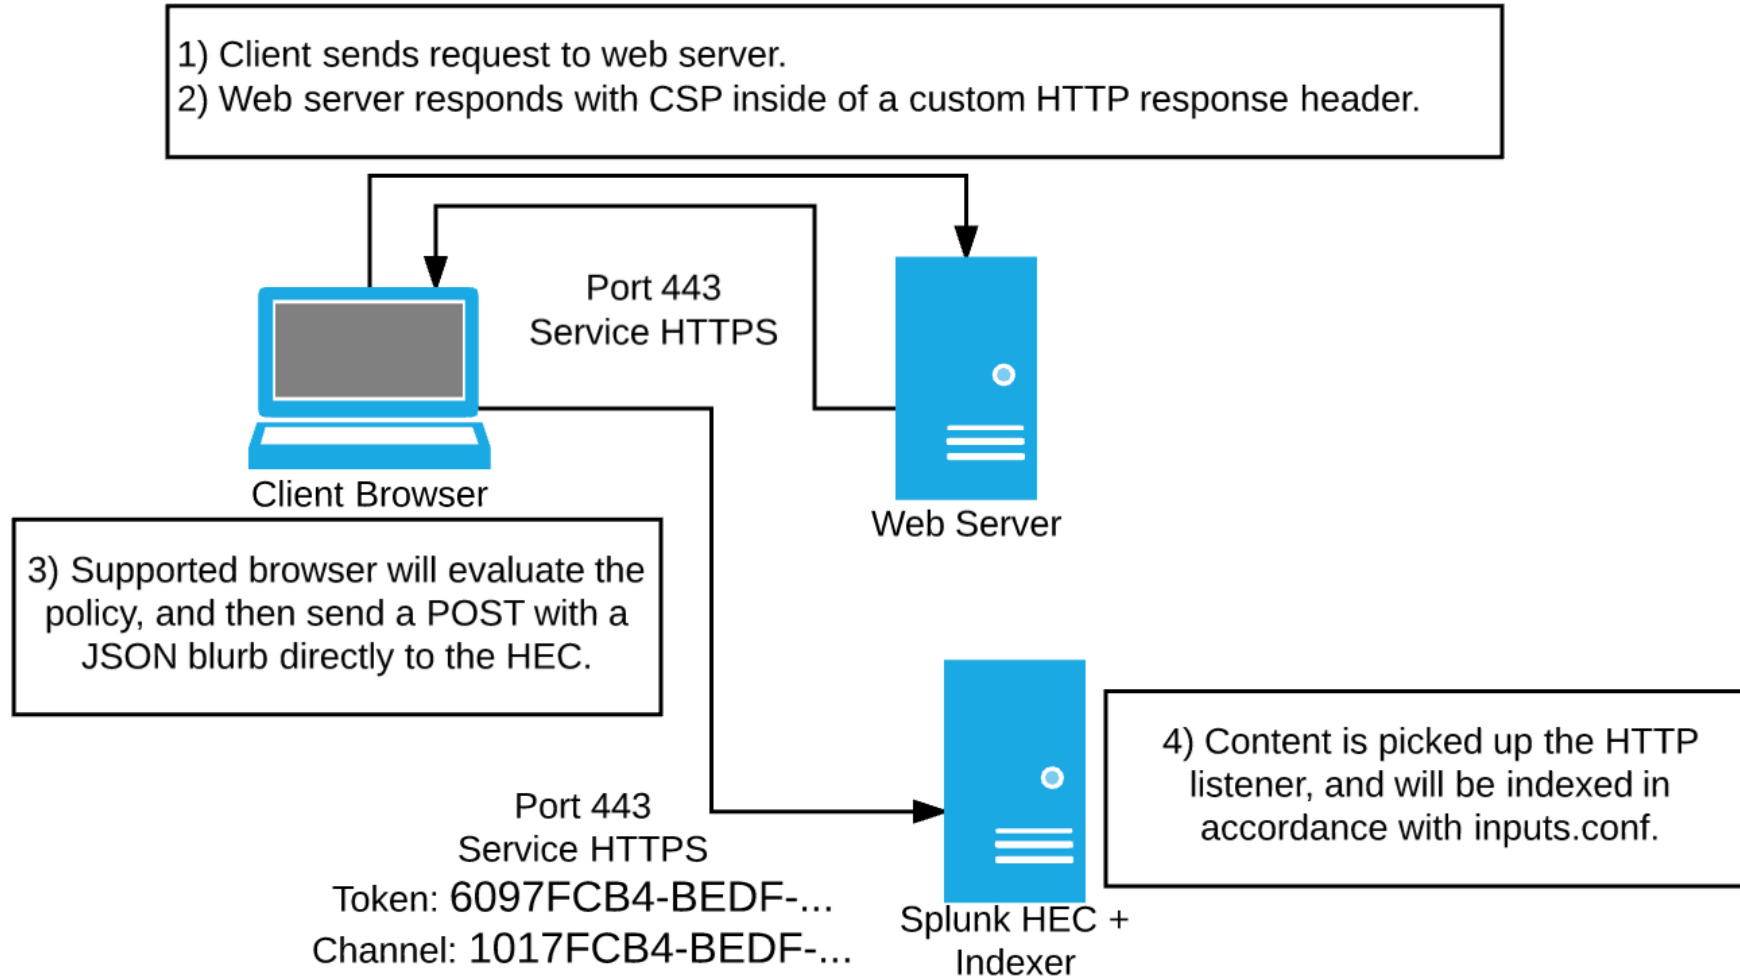 1) Client sends request to web server.
2) Web server responds with CSP inside of a custom HTTP response header.
Port 443
Service HTTPS
Client Browser
Web Server
3) Supported browser will evaluate the
policy, and then send a POST with a
JSON blurb directly to the HEC.
4) Content is picked up the HTTP
listener, and will be indexed in
accordance with inputs.conf.
Port 443
Service HTTPS
Token: 6097FCB4-BEDF-...
Channel: 1017FCB4-BEDF-...
Splunk HEC +
Indexer